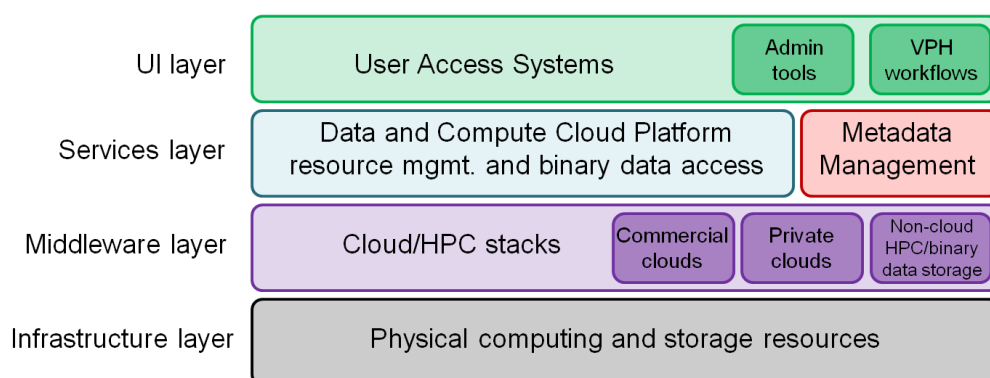 UI layer
User Access Systems
Admin
tools
VPH
workflows
Services layer
Data and Compute Cloud Platform
resource mgmt. and binary data access
Metadada
Management
Middleware layer
Cloud/HPC stacks
Commercial
clouds
Private
clouds
Non-cloud
HPC/binary
data storage
Infrastructure layer
Physical computing and storage resources